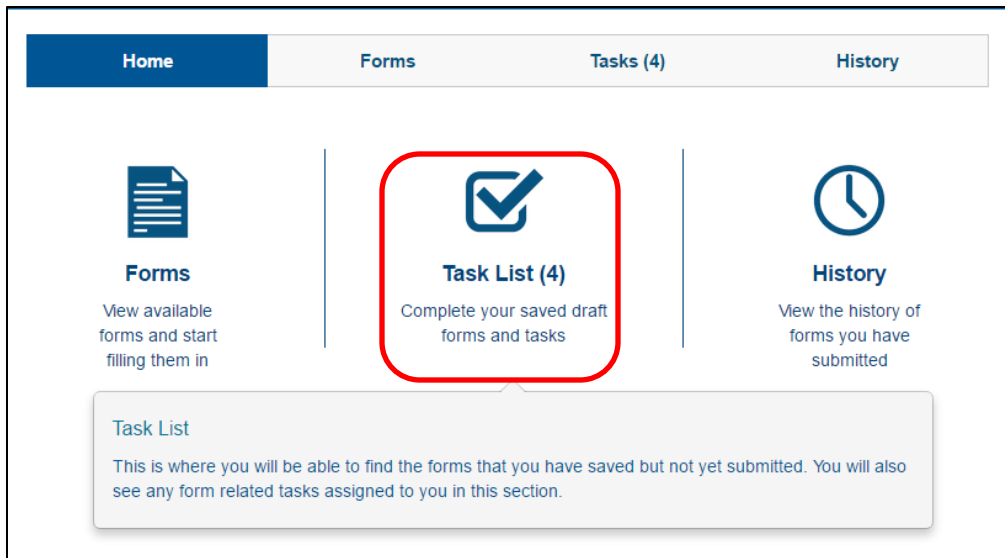 Home Forms Tasks (4) History
Forms
View available
forms and start
filling them in
Task List (4)
Complete your saved draft
forms and tasks
History
View the history of
forms you have
submitted
Task List
This is where you will be able to find the forms that you have saved but not yet submitted. You will also
see any form related tasks assigned to you in this section.